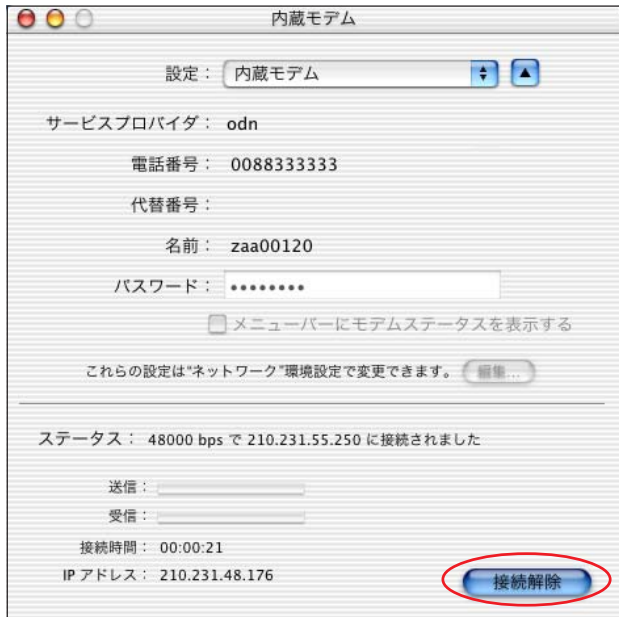 内蔵モデム
設定： 内蔵モデム
サービスプロバイダ： odn
電話番号： 0088333333
代替番号：
名前： zaa00120
パスワード： ••••••••
メニューバーにモデムステータスを表示する
これらの設定は“ネットワーク”環境設定で変更できます。 編集...
ステータス： 48000 bps で 210.231.55.250 に接続されました
送信：
受信：
接続時間： 00:00:21
IP アドレス： 210.231.48.176
接続解除